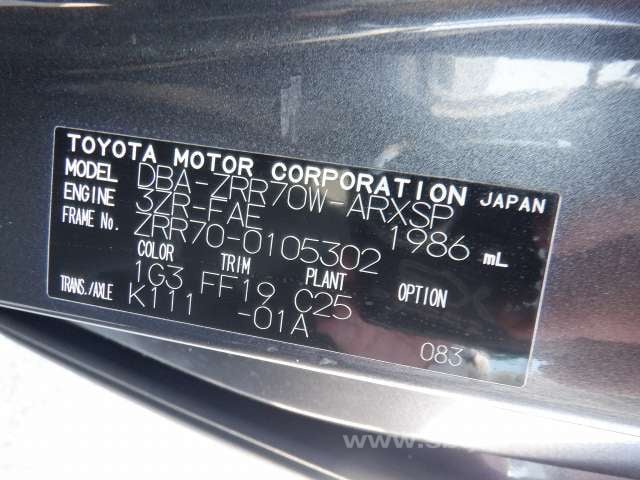 TOYOTA MOTOR CORPORATION JAPAN
MODEL DBA-ZRR70W-ARXSP
ENGINE 3ZR-FAE 1986 mL
FRAME No. ZRR70-0105302
COLOR TRIM PLANT OPTION
1G3 FF19 C25
TRANS./AXLE K111 -01A
083